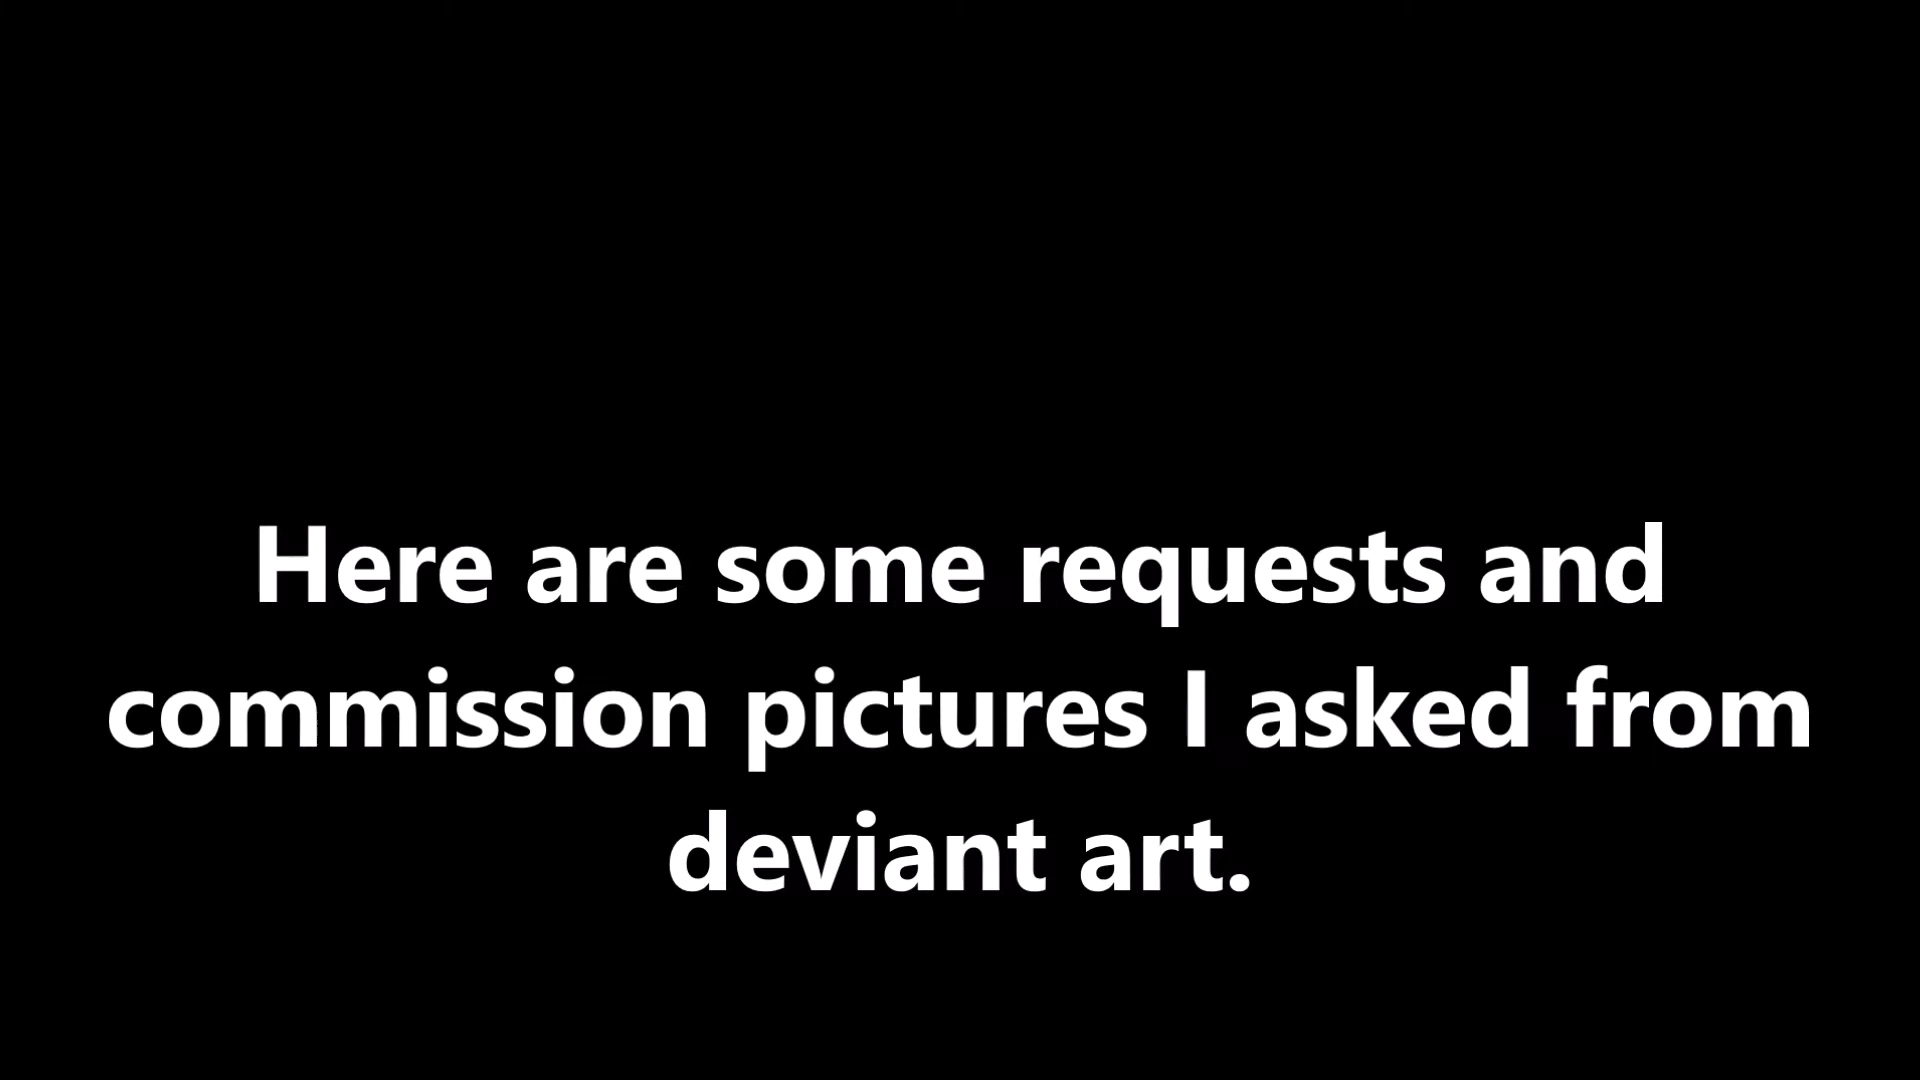 Here are some requests and
commission pictures I asked from
deviant art.